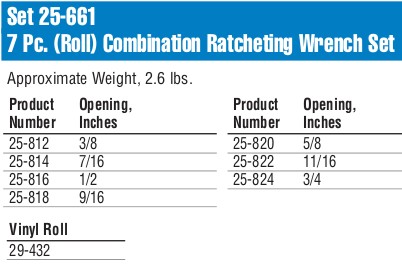 Set 25-661
7 Pc. (Roll) Combination Ratcheting Wrench Set
Approximate Weight, 2.6 lbs.
Product Number Opening, Inches
25-812 3/8
25-814 7/16
25-816 1/2
25-818 9/16
Product Number Opening, Inches
25-820 5/8
25-822 11/16
25-824 3/4
Vinyl Roll
29-432